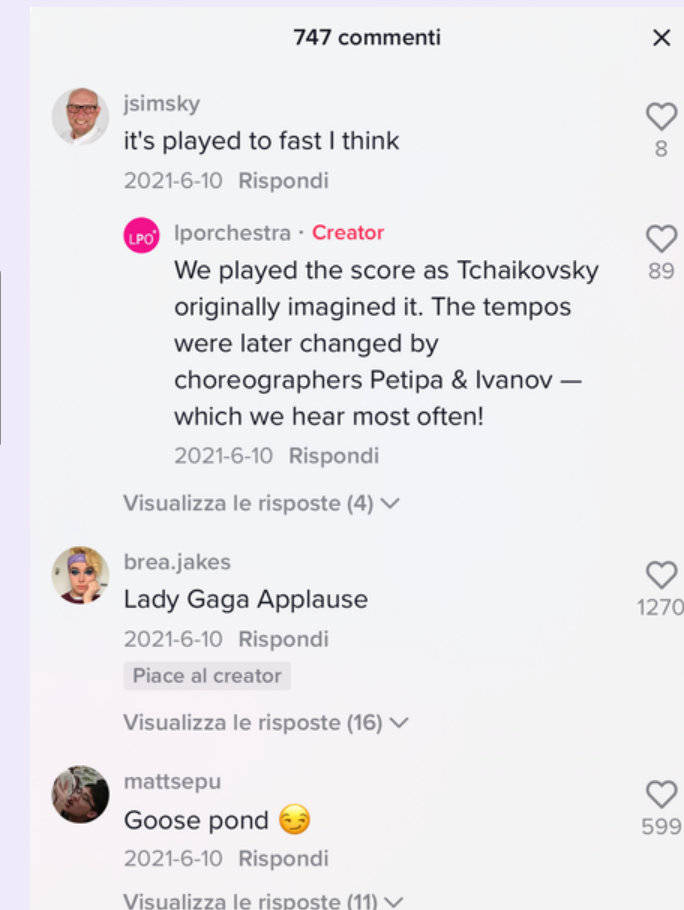 747 commenti
jsimsky
it's played to fast I think
8
2021-6-10 Rispondi
LPO
lporchestra · Creator
We played the score as Tchaikovsky
89
originally imagined it. The tempos
were later changed by
choreographers Petipa & Ivanov —
which we hear most often!
2021-6-10 Rispondi
Visualizza le risposte (4)
brea.jakes
Lady Gaga Applause
1270
2021-6-10 Rispondi
Piace al creator
Visualizza le risposte (16)
mattsepu
Goose pond 😏
599
2021-6-10 Rispondi
Visualizza le risposte (11)